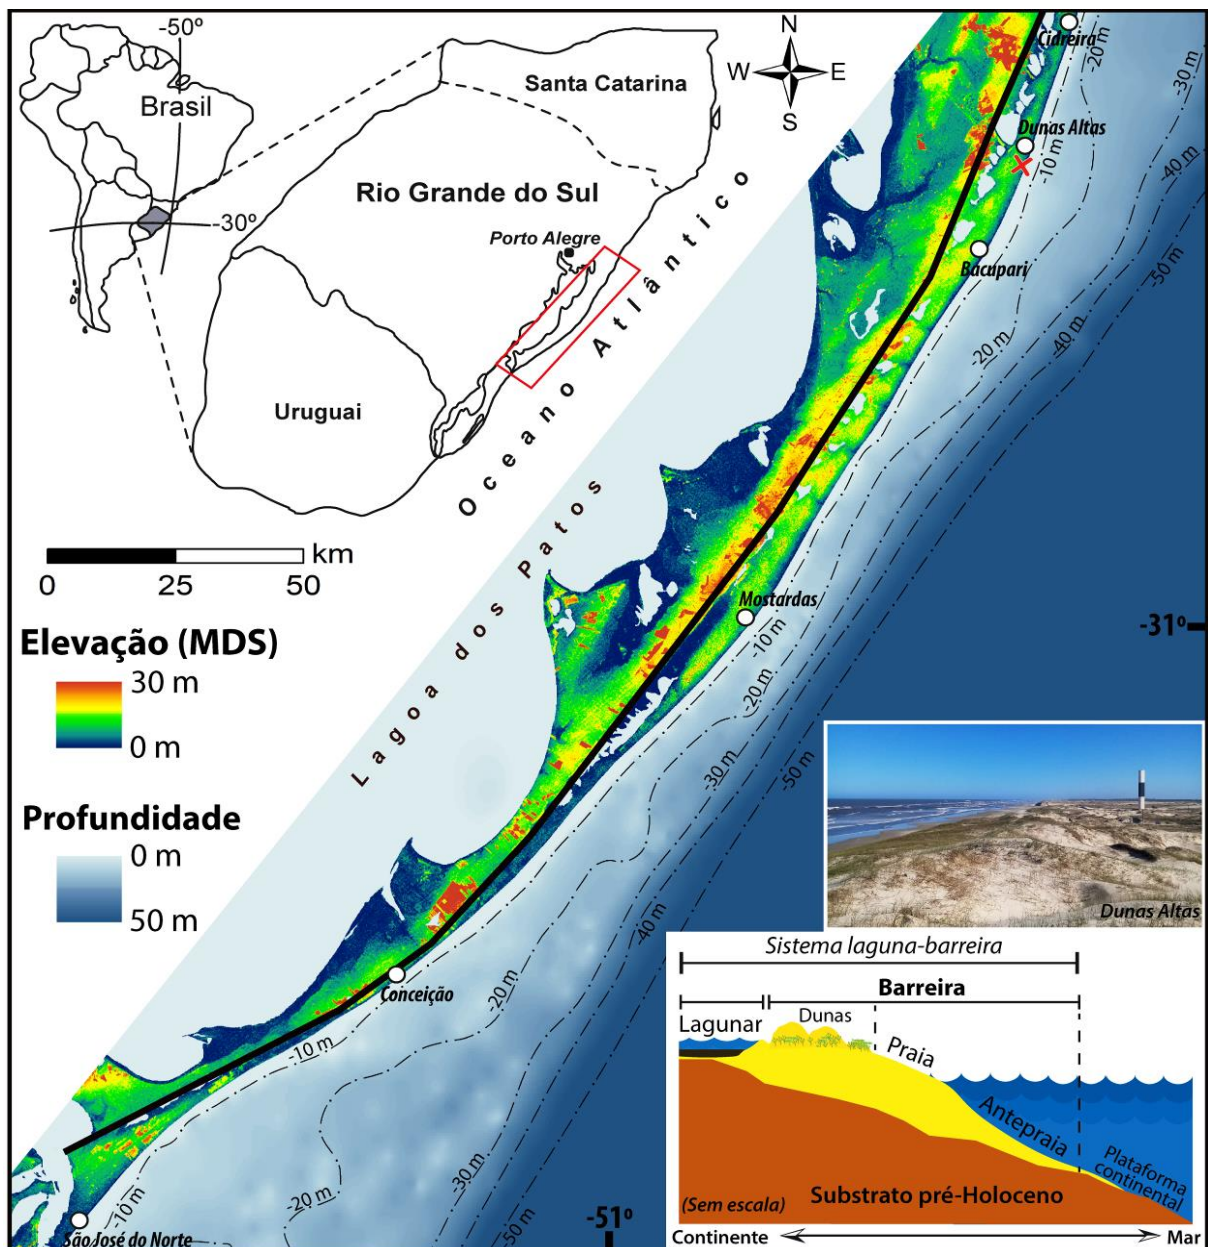 -50º
Brasil
-30º
Santa Catarina
Rio Grande do Sul
Porto Alegre
Uruguai
Oceano Atlântico
Lagoa dos Patos
N
W
E
S
0
25
50
km
Elevação (MDS)
30 m
0 m
Profundidade
0 m
50 m
Cidreira
Dunas Altas
Bacupari
Mostardas
Conceição
São José do Norte
-20 m
-30 m
-10 m
-40 m
-50 m
-20 m
-40 m
-30 m
-10 m
-20 m
-30 m
-50 m
-40 m
-20 m
-10 m
-30 m
-20 m
-10 m
-50 m
-31º
-51º
Dunas Altas
Sistema laguna-barreira
Barreira
Lagunar
Dunas
Praia
Antepraia
Plataforma
continental
(Sem escala)
Substrato pré-Holoceno
Continente
Mar